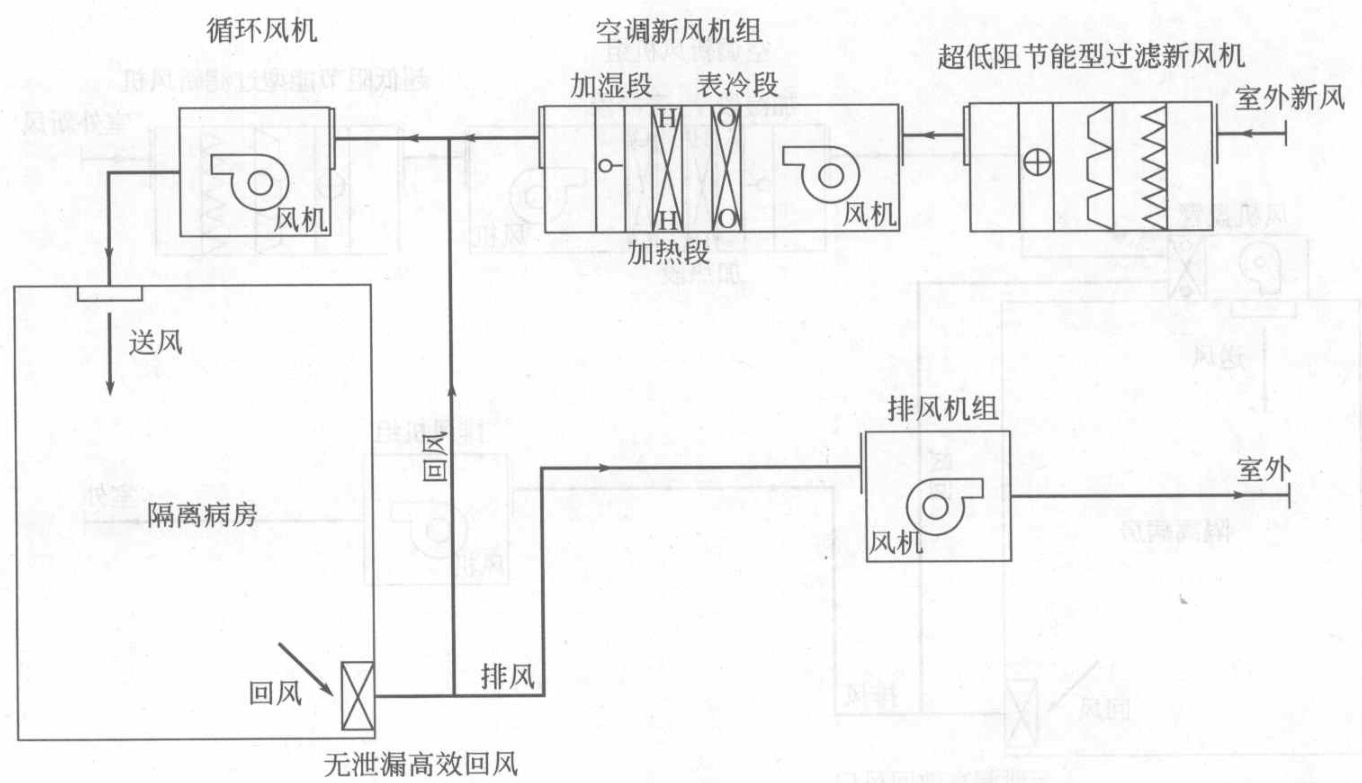 循环风机
空调新风机组
超低阻节能型过滤新风机
加湿段
表冷段
室外新风
H
O
风机
风机
H
O
加热段
送风
排风机组
回风
室外
隔离病房
风机
回风
排风
无泄漏高效回风